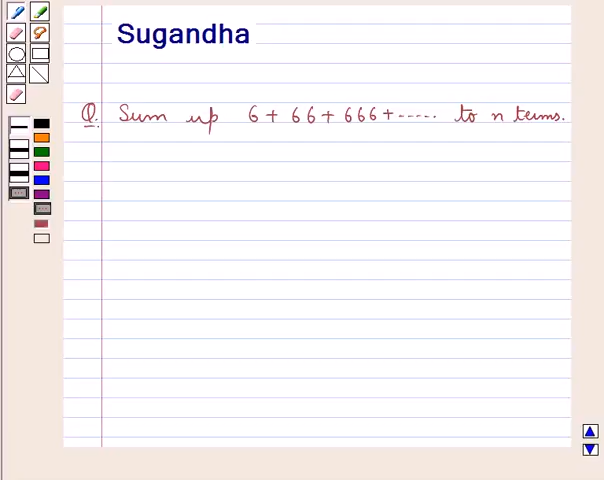 Sugandha
Q. Sum up 6 + 66 + 666 + ..... to n terms.